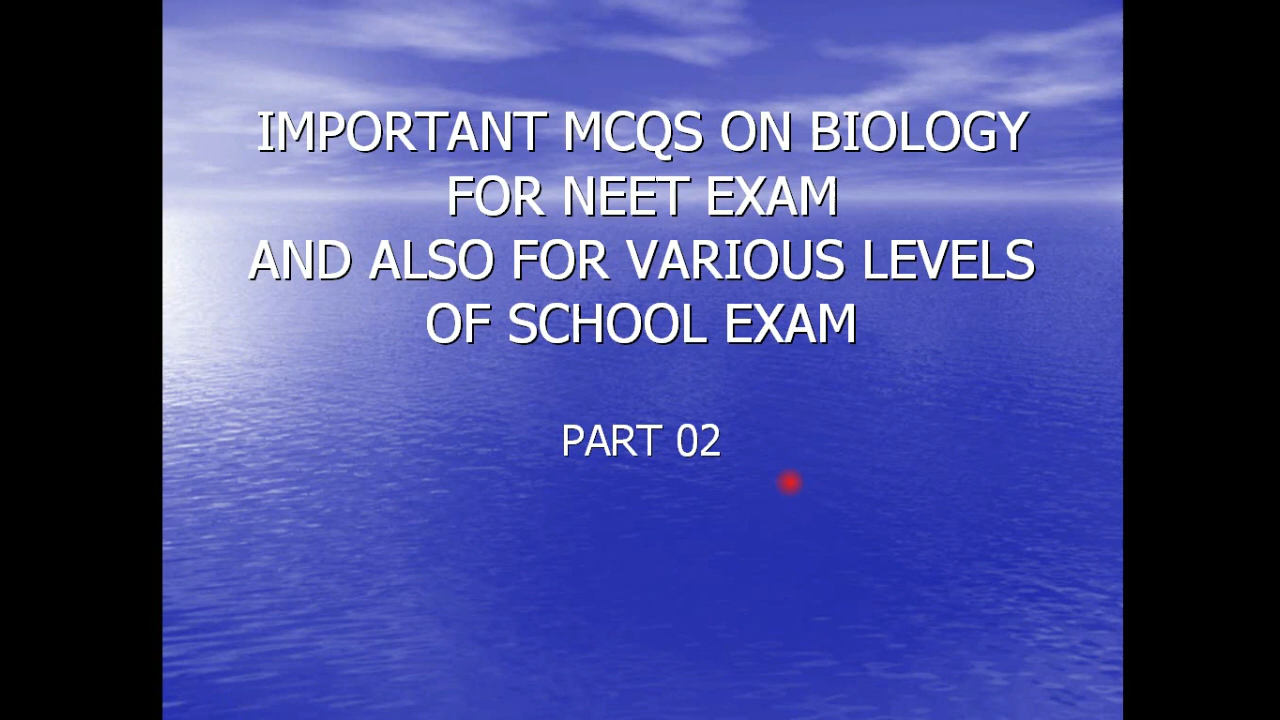 IMPORTANT MCQS ON BIOLOGY
FOR NEET EXAM
AND ALSO FOR VARIOUS LEVELS
OF SCHOOL EXAM
PART 02